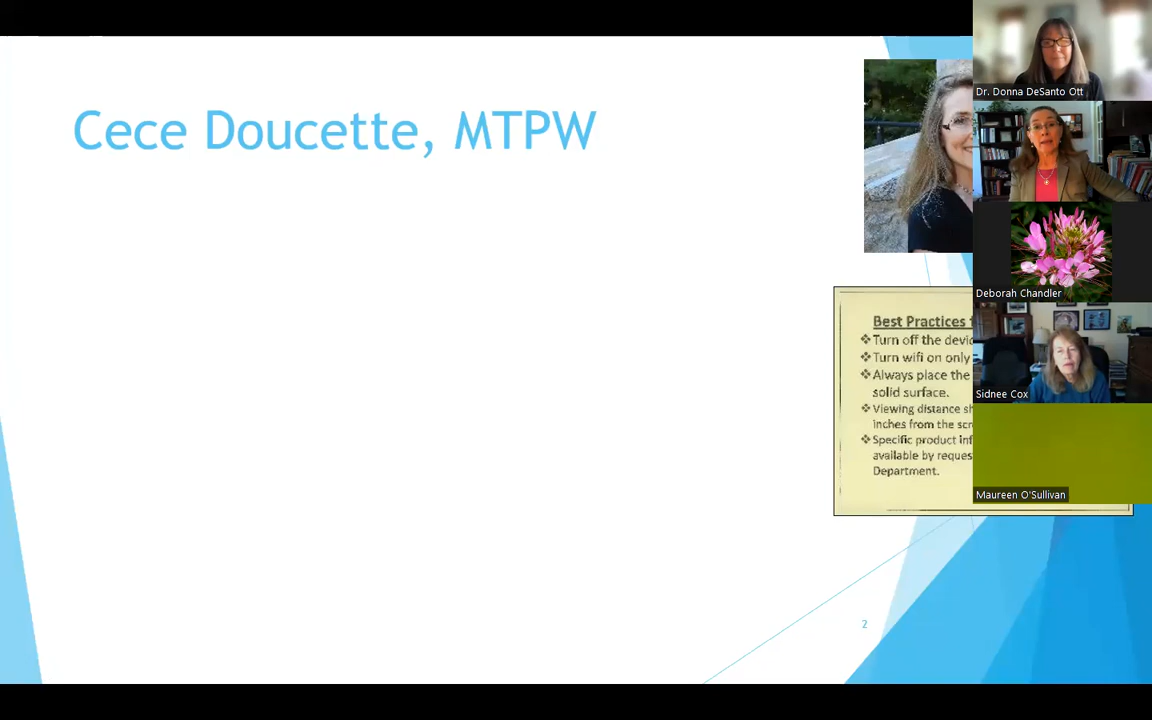 Cece Doucette, MTPW
Best Practices
❖Turn off the devic
❖Turn wifi on only
❖Always place the
solid surface.
❖Viewing distance sh
inches from the scr
❖Specific product inf
available by reques
Department.
2
Dr. Donna DeSanto Ott
Deborah Chandler
Sidnee Cox
Maureen O'Sullivan